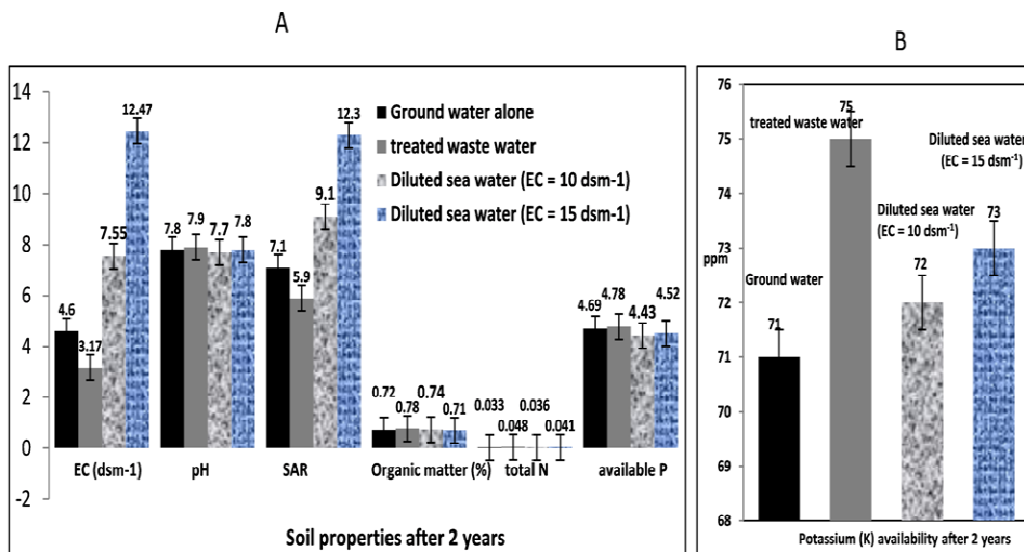 A
14
12
10
8
6
4
2
0
-2
Ground water alone
treated waste water
Diluted sea water (EC = 10 dsm-1)
Diluted sea water (EC = 15 dsm-1)
4.6
3.17
7.55
12.47
7.8
7.9
7.7
7.8
7.1
5.9
9.1
12.3
0.72
0.78
0.74
0.71
0.033
0.048
0.036
0.041
4.69
4.78
4.43
4.52
EC (dsm-1)
pH
SAR
Organic matter (%)
total N
available P
Soil properties after 2 years
B
76
75
74
73
72
71
70
69
68
ppm
Ground water
71
treated waste water
75
Diluted sea water
(EC = 10 dsm-1)
72
Diluted sea water
(EC = 15 dsm-1)
73
Potassium (K) availability after 2 years